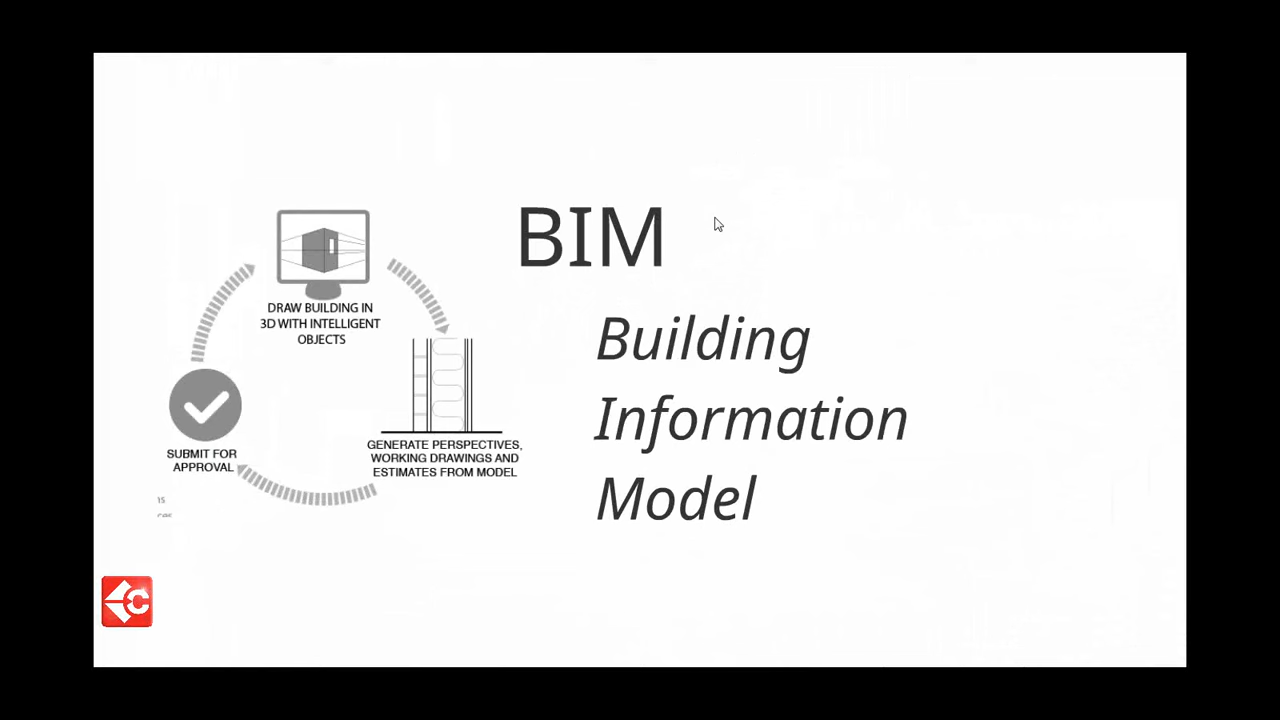 BIM
Building
Information
Model
DRAW BUILDING IN
3D WITH INTELLIGENT
OBJECTS
GENERATE PERSPECTIVES,
WORKING DRAWINGS AND
ESTIMATES FROM MODEL
SUBMIT FOR
APPROVAL
C